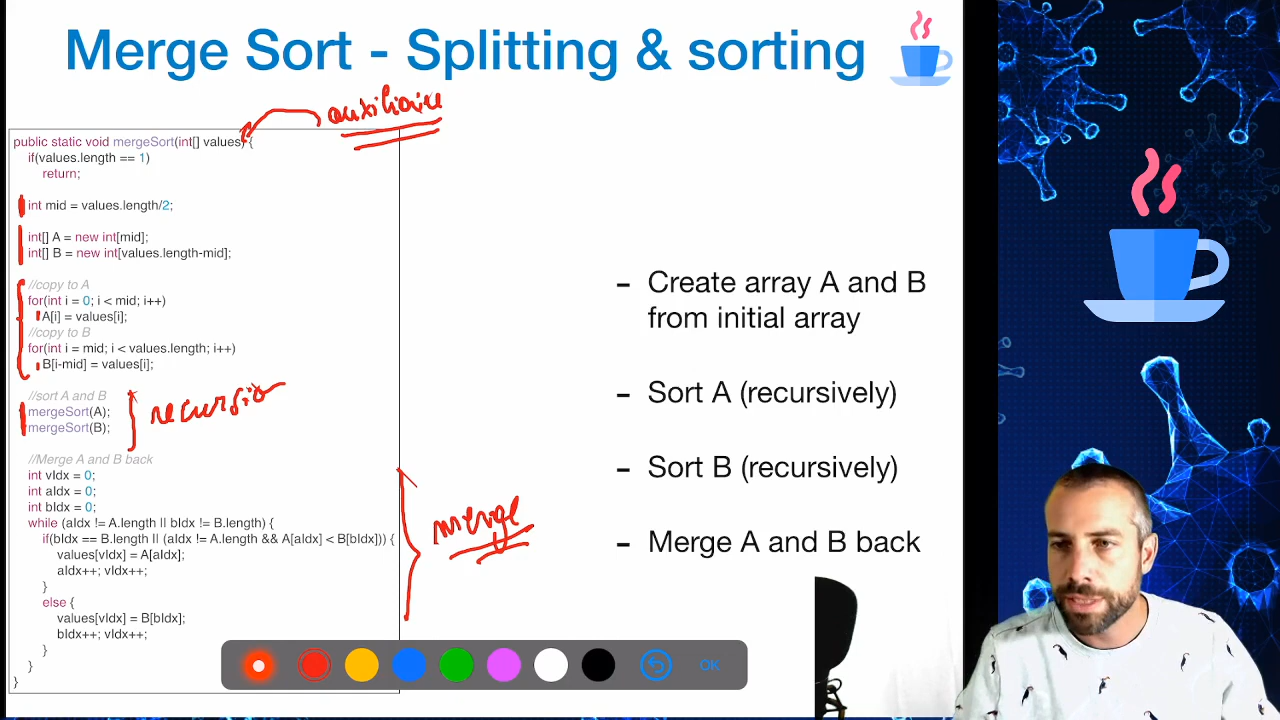 Merge Sort - Splitting & sorting
auxiliaire
public static void mergeSort(int[] values) {
if(values.length == 1)
return;
int mid = values.length/2;
int[] A = new int[mid];
int[] B = new int[values.length-mid];
//copy to A
for(int i = 0; i < mid; i++)
A[i] = values[i];
//copy to B
for(int i = mid; i < values.length; i++)
B[i-mid] = values[i];
//sort A and B
mergeSort(A);
mergeSort(B);
recursion
//Merge A and B back
int vIdx = 0;
int aIdx = 0;
int bIdx = 0;
while (aIdx != A.length || bIdx != B.length) {
if(bIdx == B.length || (aIdx != A.length && A[aIdx] < B[bIdx])) {
values[vIdx] = A[aIdx];
aIdx++; vIdx++;
}
else {
values[vIdx] = B[bIdx];
bIdx++; vIdx++;
}
}
}
merge
- Create array A and B
from initial array
- Sort A (recursively)
- Sort B (recursively)
- Merge A and B back
OK